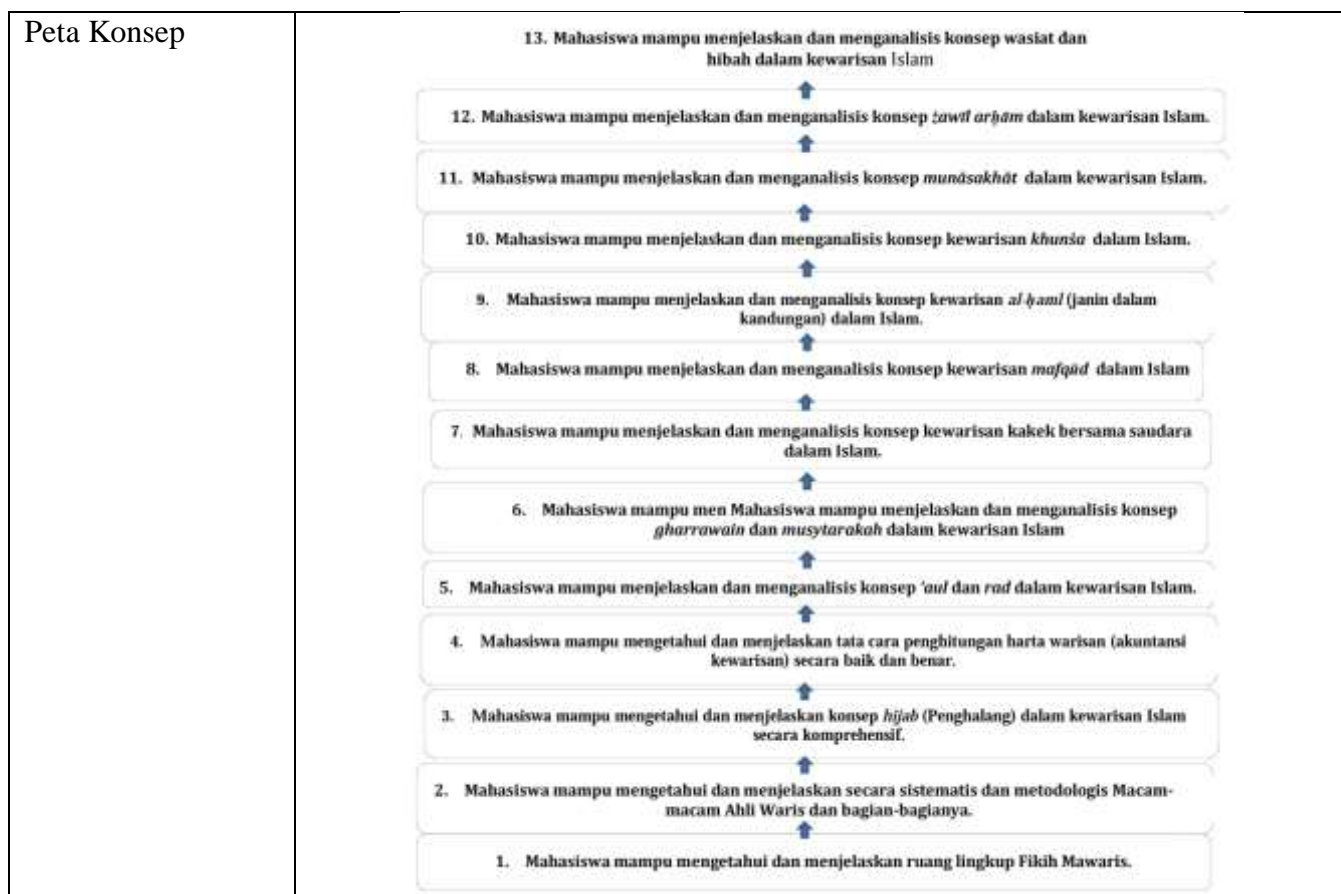 Peta Konsep
13. Mahasiswa mampu menjelaskan dan menganalisis konsep wasiat dan
hibah dalam kewarisan Islam
12. Mahasiswa mampu menjelaskan dan menganalisis konsep żawīl arḥām dalam kewarisan Islam.
11. Mahasiswa mampu menjelaskan dan menganalisis konsep munāsakhāt dalam kewarisan Islam.
10. Mahasiswa mampu menjelaskan dan menganalisis konsep kewarisan khunṡa dalam Islam.
9. Mahasiswa mampu menjelaskan dan menganalisis konsep kewarisan al-ḥaml (janin dalam
kandungan) dalam Islam.
8. Mahasiswa mampu menjelaskan dan menganalisis konsep kewarisan mafqūd dalam Islam
7. Mahasiswa mampu menjelaskan dan menganalisis konsep kewarisan kakek bersama saudara
dalam Islam.
6. Mahasiswa mampu men Mahasiswa mampu menjelaskan dan menganalisis konsep
gharrawain dan musytarakah dalam kewarisan Islam
5. Mahasiswa mampu menjelaskan dan menganalisis konsep 'aul dan rad dalam kewarisan Islam.
4. Mahasiswa mampu mengetahui dan menjelaskan tata cara penghitungan harta warisan (akuntansi
kewarisan) secara baik dan benar.
3. Mahasiswa mampu mengetahui dan menjelaskan konsep hijab (Penghalang) dalam kewarisan Islam
secara komprehensif.
2. Mahasiswa mampu mengetahui dan menjelaskan secara sistematis dan metodologis Macam-
macam Ahli Waris dan bagian-bagianya.
1. Mahasiswa mampu mengetahui dan menjelaskan ruang lingkup Fikih Mawaris.